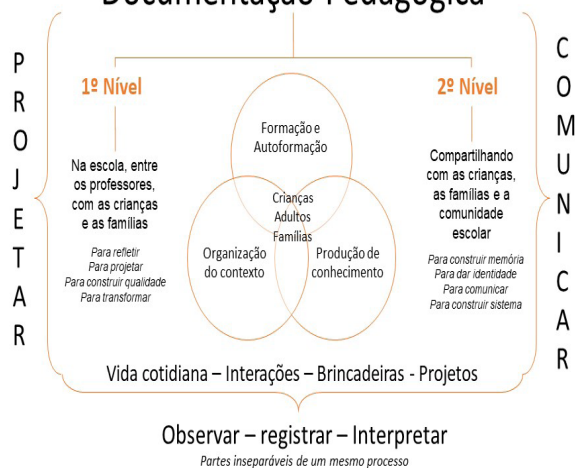 Documentação Pedagógica
PROJETAR
1º Nível
Na escola, entre
os professores,
com as crianças
e as famílias
Para refletir
Para projetar
Para construir qualidade
Para transformar
Formação e
Autoformação
Crianças
Adultos
Famílias
Organização
do contexto
Produção de
conhecimento
2º Nível
Compartilhando
com as crianças,
as famílias e a
comunidade
escolar
Para construir memória
Para dar identidade
Para comunicar
Para construir sistema
COMUNICAR
Vida cotidiana – Interações – Brincadeiras - Projetos
Observar – registrar – Interpretar
Partes inseparáveis de um mesmo processo